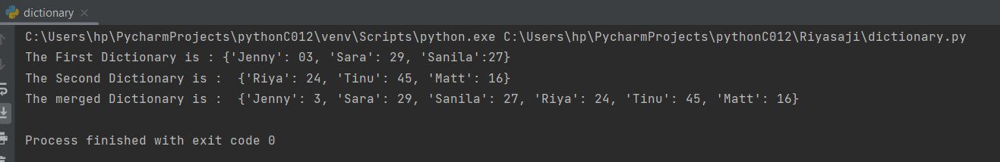 dictionary
C:\Users\hp\PycharmProjects\pythonC012\venv\Scripts\python.exe C:\Users\hp\PycharmProjects\pythonC012\Riyasaji\dictionary.py
The First Dictionary is : {'Jenny': 03, 'Sara': 29, 'Sanila':27}
The Second Dictionary is :  {'Riya': 24, 'Tinu': 45, 'Matt': 16}
The merged Dictionary is :  {'Jenny': 3, 'Sara': 29, 'Sanila': 27, 'Riya': 24, 'Tinu': 45, 'Matt': 16}
Process finished with exit code 0